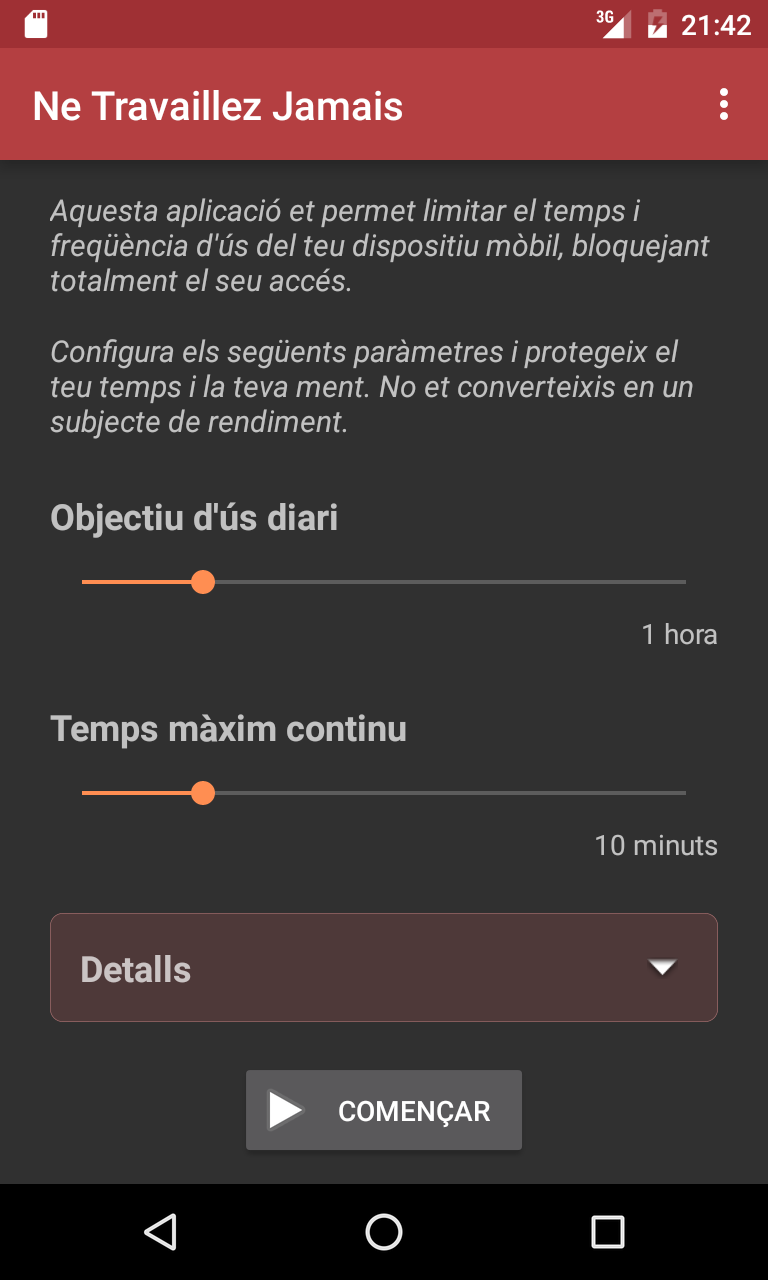 3G 21:42
Ne Travaillez Jamais
Aquesta aplicació et permet limitar el temps i
freqüència d'ús del teu dispositiu mòbil, bloquejant
totalment el seu accés.
Configura els següents paràmetres i protegeix el
teu temps i la teva ment. No et converteixis en un
subjecte de rendiment.
Objectiu d'ús diari
1 hora
Temps màxim continu
10 minuts
Detalls
COMENÇAR